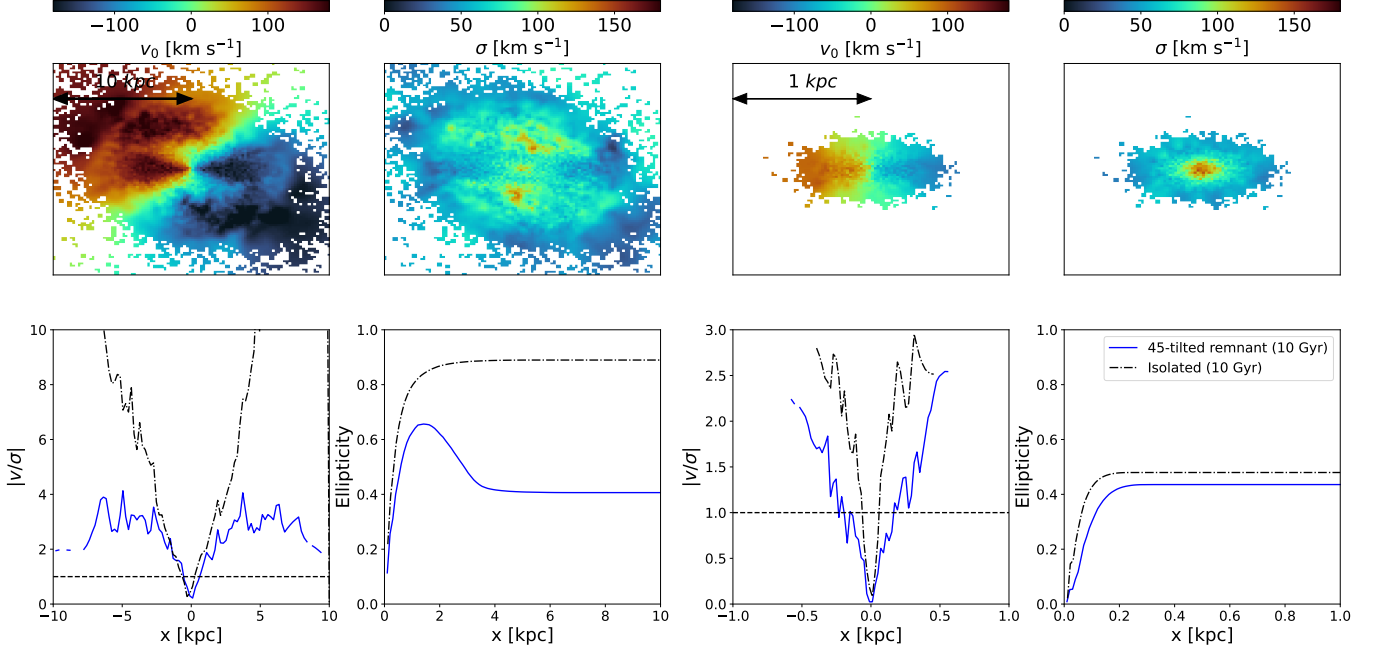 −100 0 100
v₀ [km s⁻¹]
0 50 100 150
σ [km s⁻¹]
−100 0 100
v₀ [km s⁻¹]
0 50 100 150
σ [km s⁻¹]
10 kpc
1 kpc
10
8
6
4
2
0
|v/σ|
−10 −5 0 5 10
x [kpc]
1.0
0.8
0.6
0.4
0.2
0.0
Ellipticity
0 2 4 6 8 10
x [kpc]
3.0
2.5
2.0
1.5
1.0
0.5
0.0
|v/σ|
−1.0 −0.5 0.0 0.5 1.0
x [kpc]
1.0
0.8
0.6
0.4
0.2
0.0
Ellipticity
45-tilted remnant (10 Gyr)
Isolated (10 Gyr)
0.0 0.2 0.4 0.6 0.8 1.0
x [kpc]